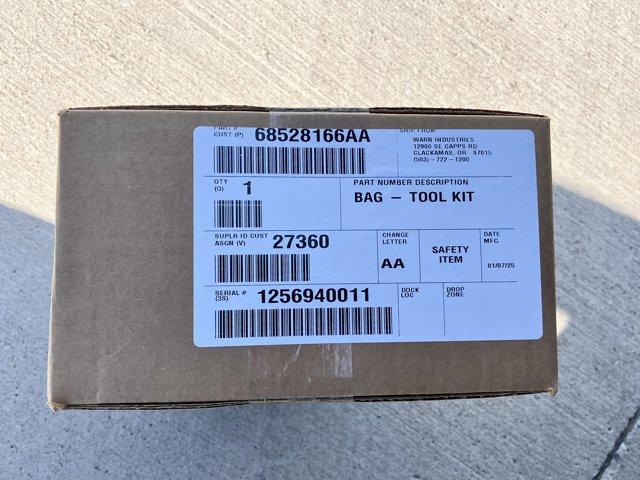 PART #
CUST (P) 68528166AA
SHIP FROM
WARN INDUSTRIES
12900 SE CAPPS RD
CLACKAMAS, OR 97015
(503)-722-1200
QTY
(Q) 1
PART NUMBER DESCRIPTION
BAG - TOOL KIT
SUPLR ID CUST
ASGN (V) 27360
CHANGE
LETTER
AA
SAFETY
ITEM
DATE
MFG
01/07/25
SERIAL #
(3S) 1256940011
DOCK
LOC
DROP
ZONE